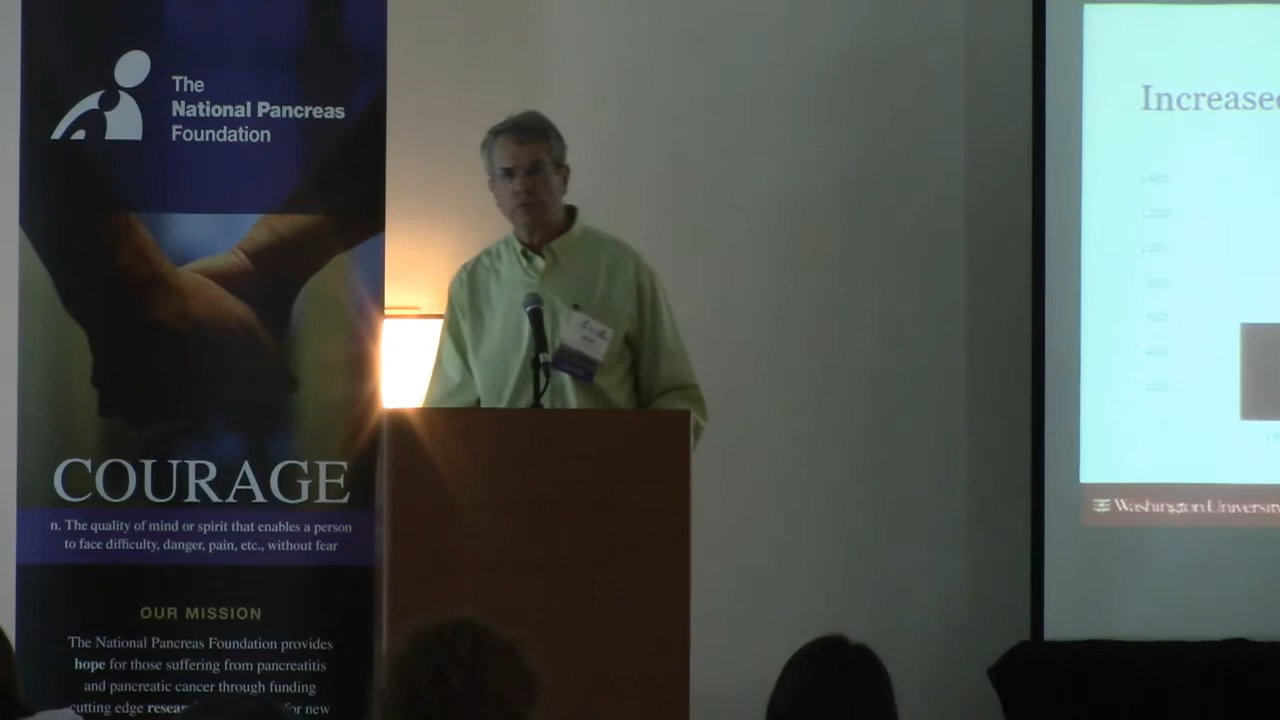 The
National Pancreas
Foundation
COURAGE
n. The quality of mind or spirit that enables a person
to face difficulty, danger, pain, etc., without fear
OUR MISSION
The National Pancreas Foundation provides
hope for those suffering from pancreatitis
and pancreatic cancer through funding
cutting edge for new
Increased
Washington University